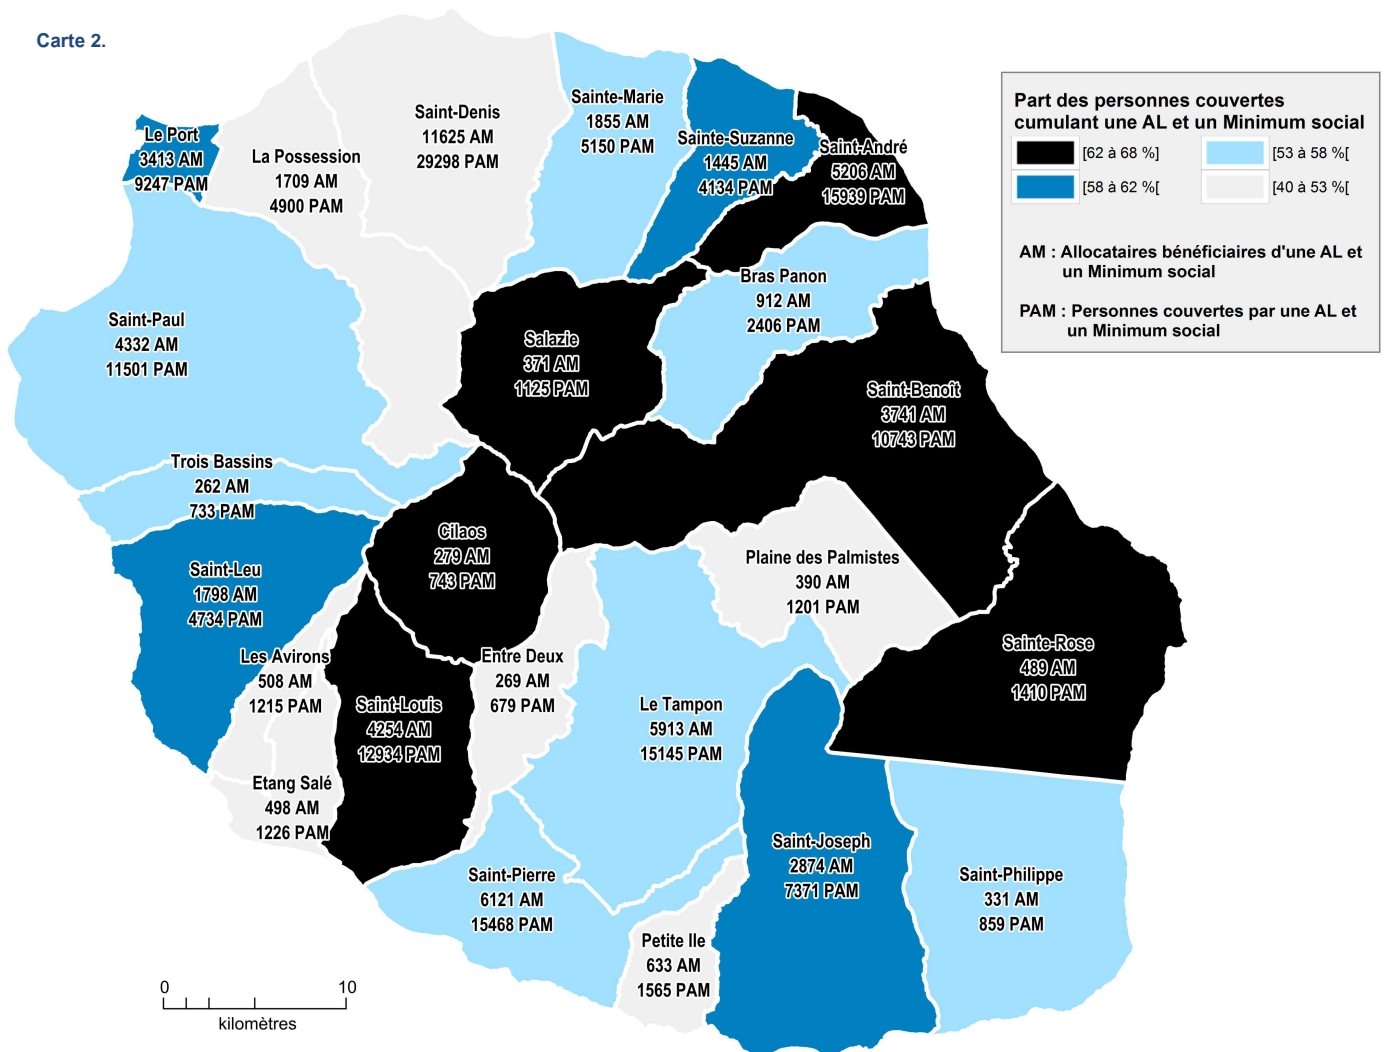 Carte 2.
Part des personnes couvertes
cumulant une AL et un Minimum social
[62 à 68 %]
[53 à 58 %[
[58 à 62 %[
[40 à 53 %[
AM : Allocataires bénéficiaires d'une AL et
un Minimum social
PAM : Personnes couvertes par une AL et
un Minimum social
Le Port
3413 AM
9247 PAM
La Possession
1709 AM
4900 PAM
Saint-Denis
11625 AM
29298 PAM
Sainte-Marie
1855 AM
5150 PAM
Sainte-Suzanne
1445 AM
4134 PAM
Saint-André
5206 AM
15939 PAM
Bras Panon
912 AM
2406 PAM
Saint-Paul
4332 AM
11501 PAM
Salazie
371 AM
1125 PAM
Saint-Benoît
3741 AM
10743 PAM
Trois Bassins
262 AM
733 PAM
Cilaos
279 AM
743 PAM
Plaine des Palmistes
390 AM
1201 PAM
Saint-Leu
1798 AM
4734 PAM
Les Avirons
508 AM
1215 PAM
Entre Deux
269 AM
679 PAM
Sainte-Rose
489 AM
1410 PAM
Saint-Louis
4254 AM
12934 PAM
Le Tampon
5913 AM
15145 PAM
Etang Salé
498 AM
1226 PAM
Saint-Joseph
2874 AM
7371 PAM
Saint-Pierre
6121 AM
15468 PAM
Saint-Philippe
331 AM
859 PAM
Petite Ile
633 AM
1565 PAM
0 10
kilomètres